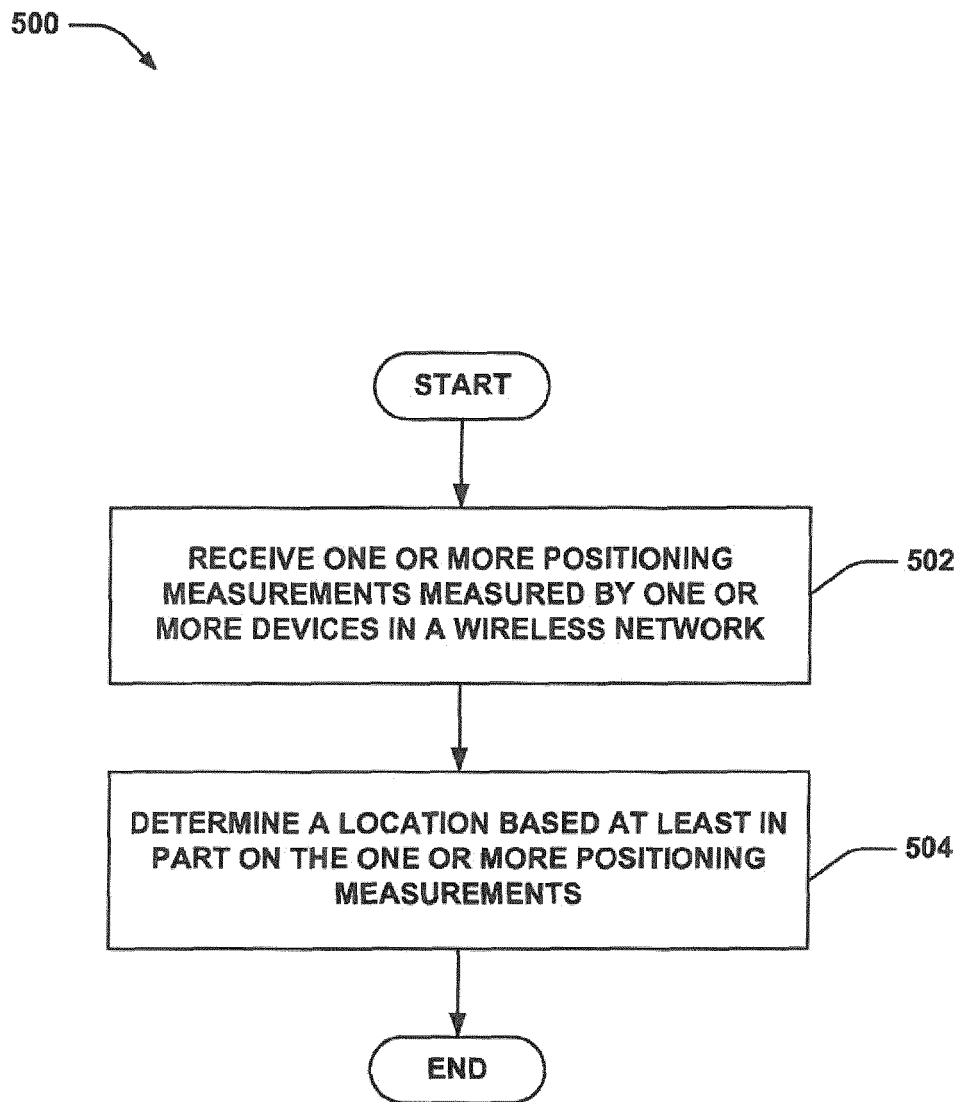 500
START
RECEIVE ONE OR MORE POSITIONING
MEASUREMENTS MEASURED BY ONE OR
MORE DEVICES IN A WIRELESS NETWORK
502
DETERMINE A LOCATION BASED AT LEAST IN
PART ON THE ONE OR MORE POSITIONING
MEASUREMENTS
504
END